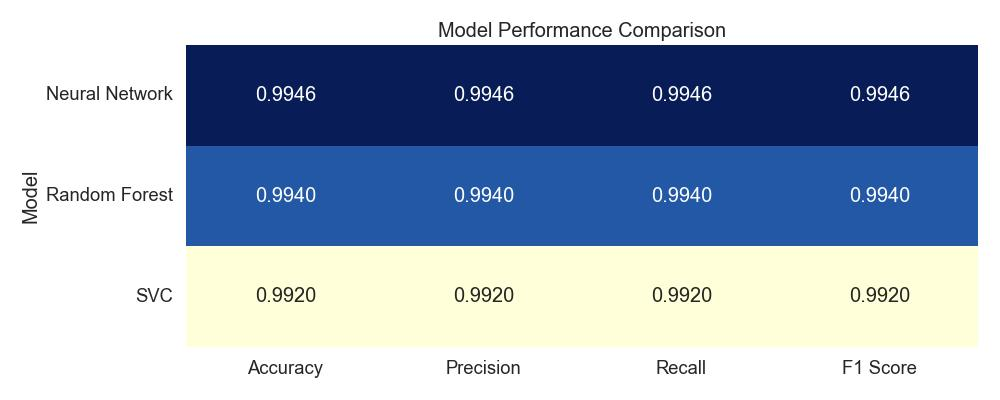 Model Performance Comparison
Model
Neural Network 0.9946 0.9946 0.9946 0.9946
Random Forest 0.9940 0.9940 0.9940 0.9940
SVC 0.9920 0.9920 0.9920 0.9920
Accuracy Precision Recall F1 Score